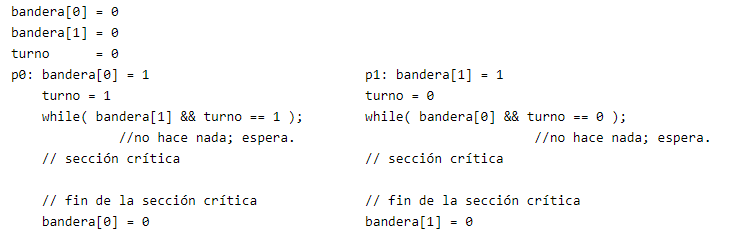 bandera[0] = 0
bandera[1] = 0
turno      = 0
p0: bandera[0] = 1                           p1: bandera[1] = 1
    turno = 1                                turno = 0
    while( bandera[1] && turno == 1 );       while( bandera[0] && turno == 0 );
              //no hace nada; espera.                              //no hace nada; espera.
    // sección crítica                       // sección crítica

    // fin de la sección crítica             // fin de la sección crítica
    bandera[0] = 0                           bandera[1] = 0